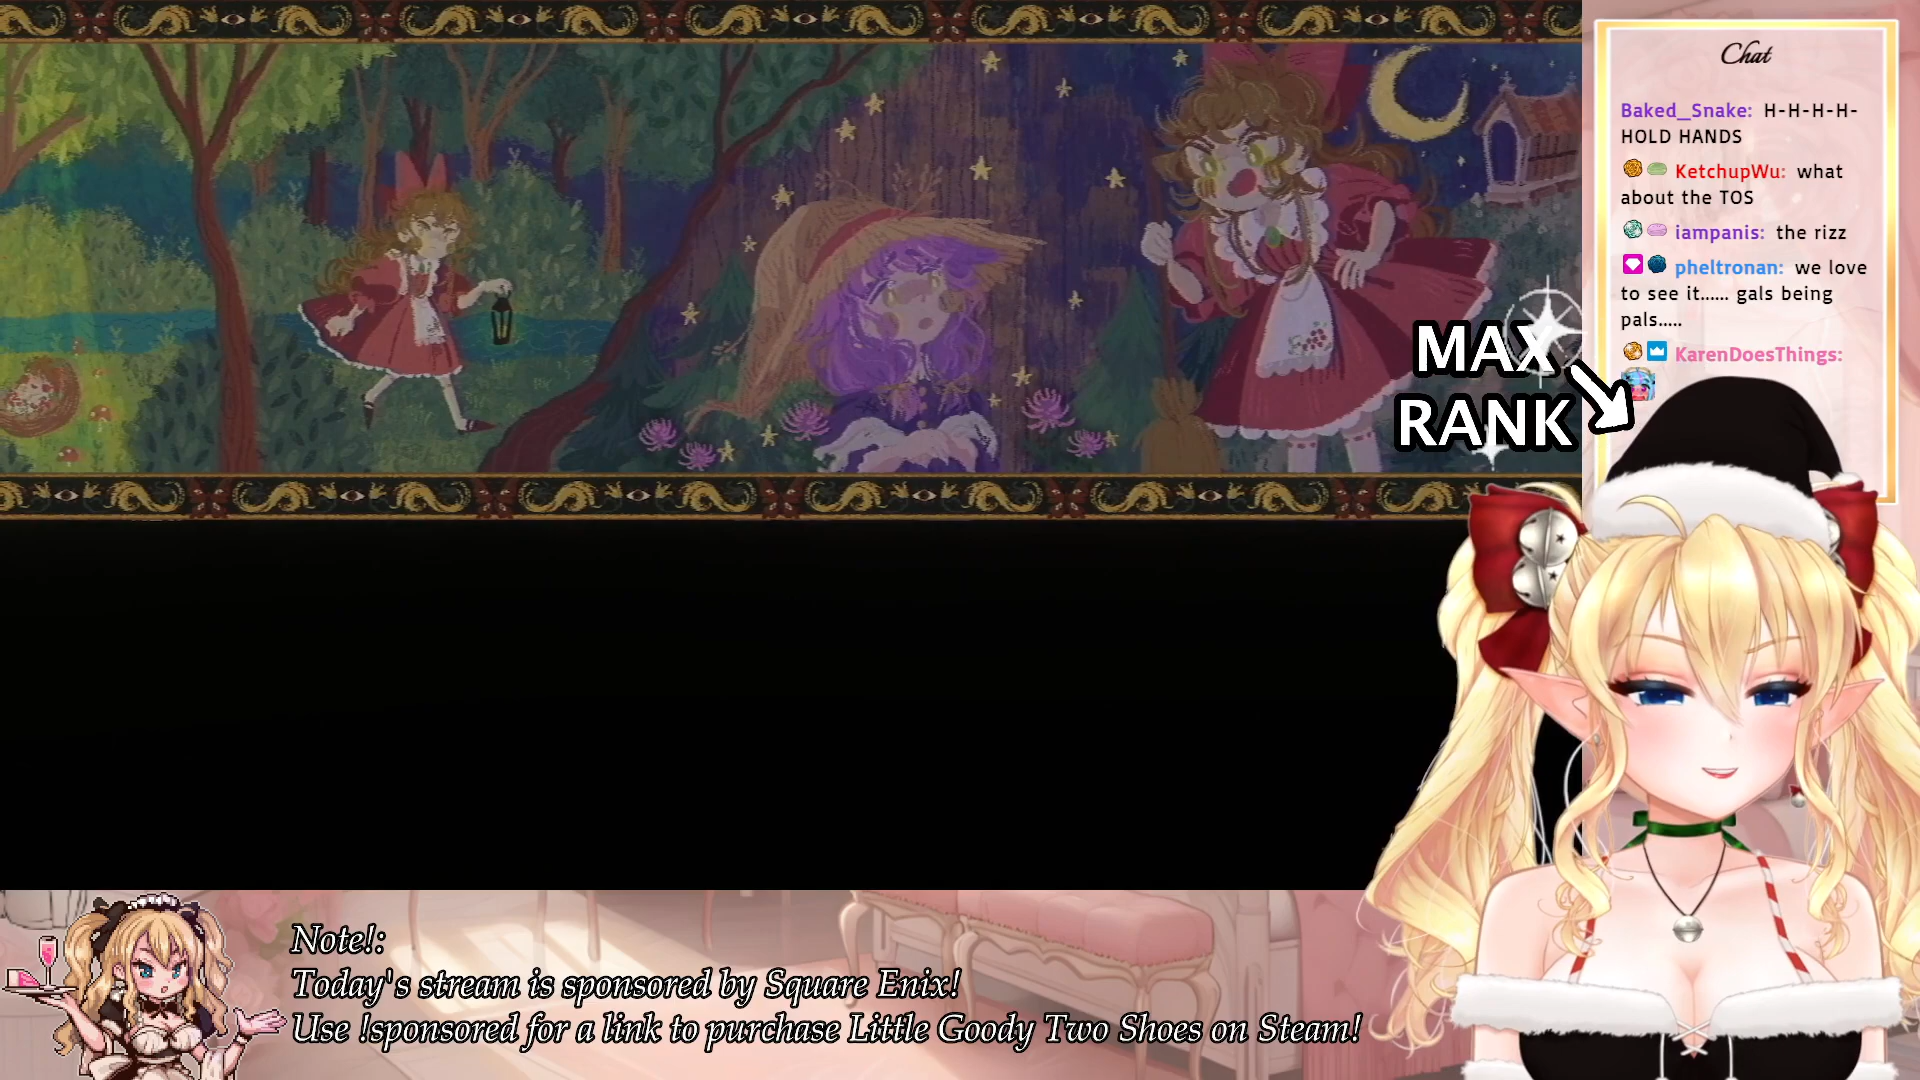 Chat
Baked_Snake: H-H-H-H-
HOLD HANDS
KetchupWu: what
about the TOS
iampanis: the rizz
pheltronan: we love
to see it...... gals being
pals.....
KarenDoesThings:
MAX
RANK
Note!:
Today's stream is sponsored by Square Enix!
Use !sponsored for a link to purchase Little Goody Two Shoes on Steam!